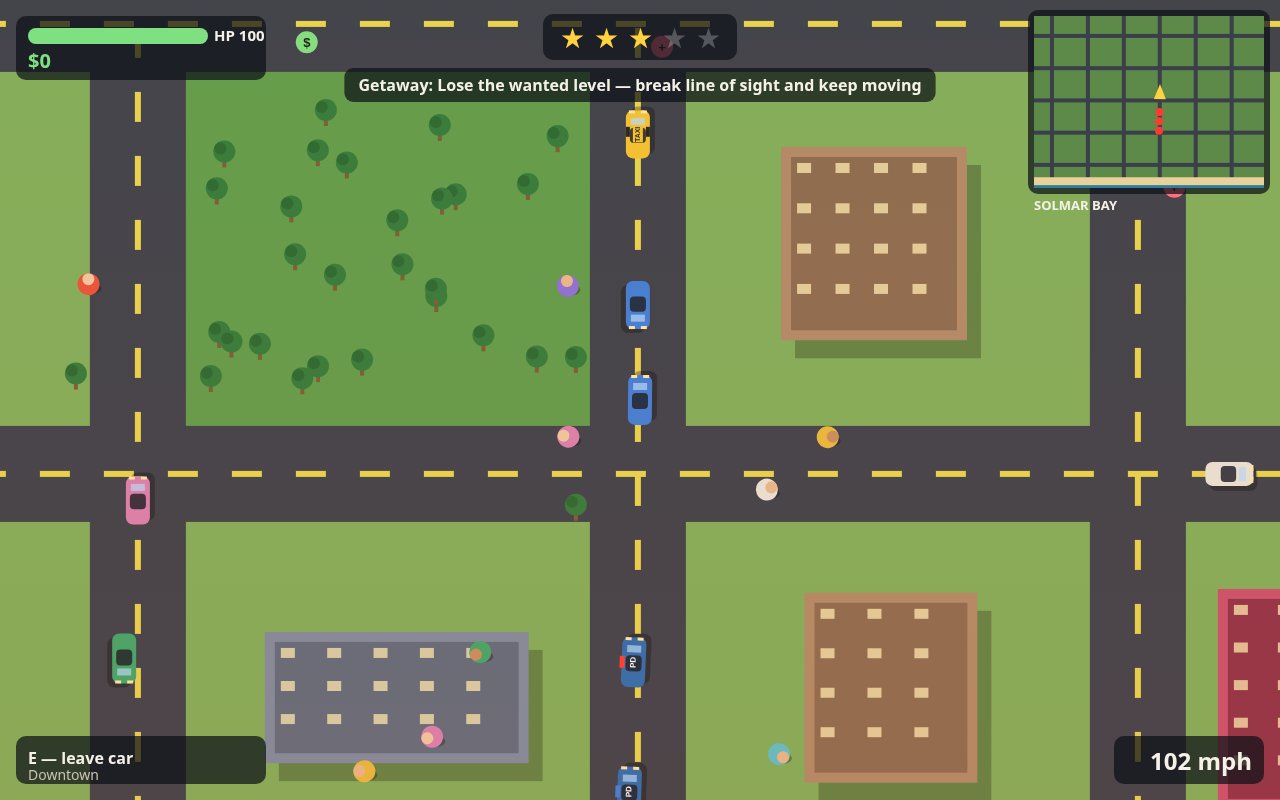 HP 100
$
$0
+
Getaway: Lose the wanted level — break line of sight and keep moving
TAXI
SOLMAR BAY
PD
PD
E — leave car
Downtown
102 mph